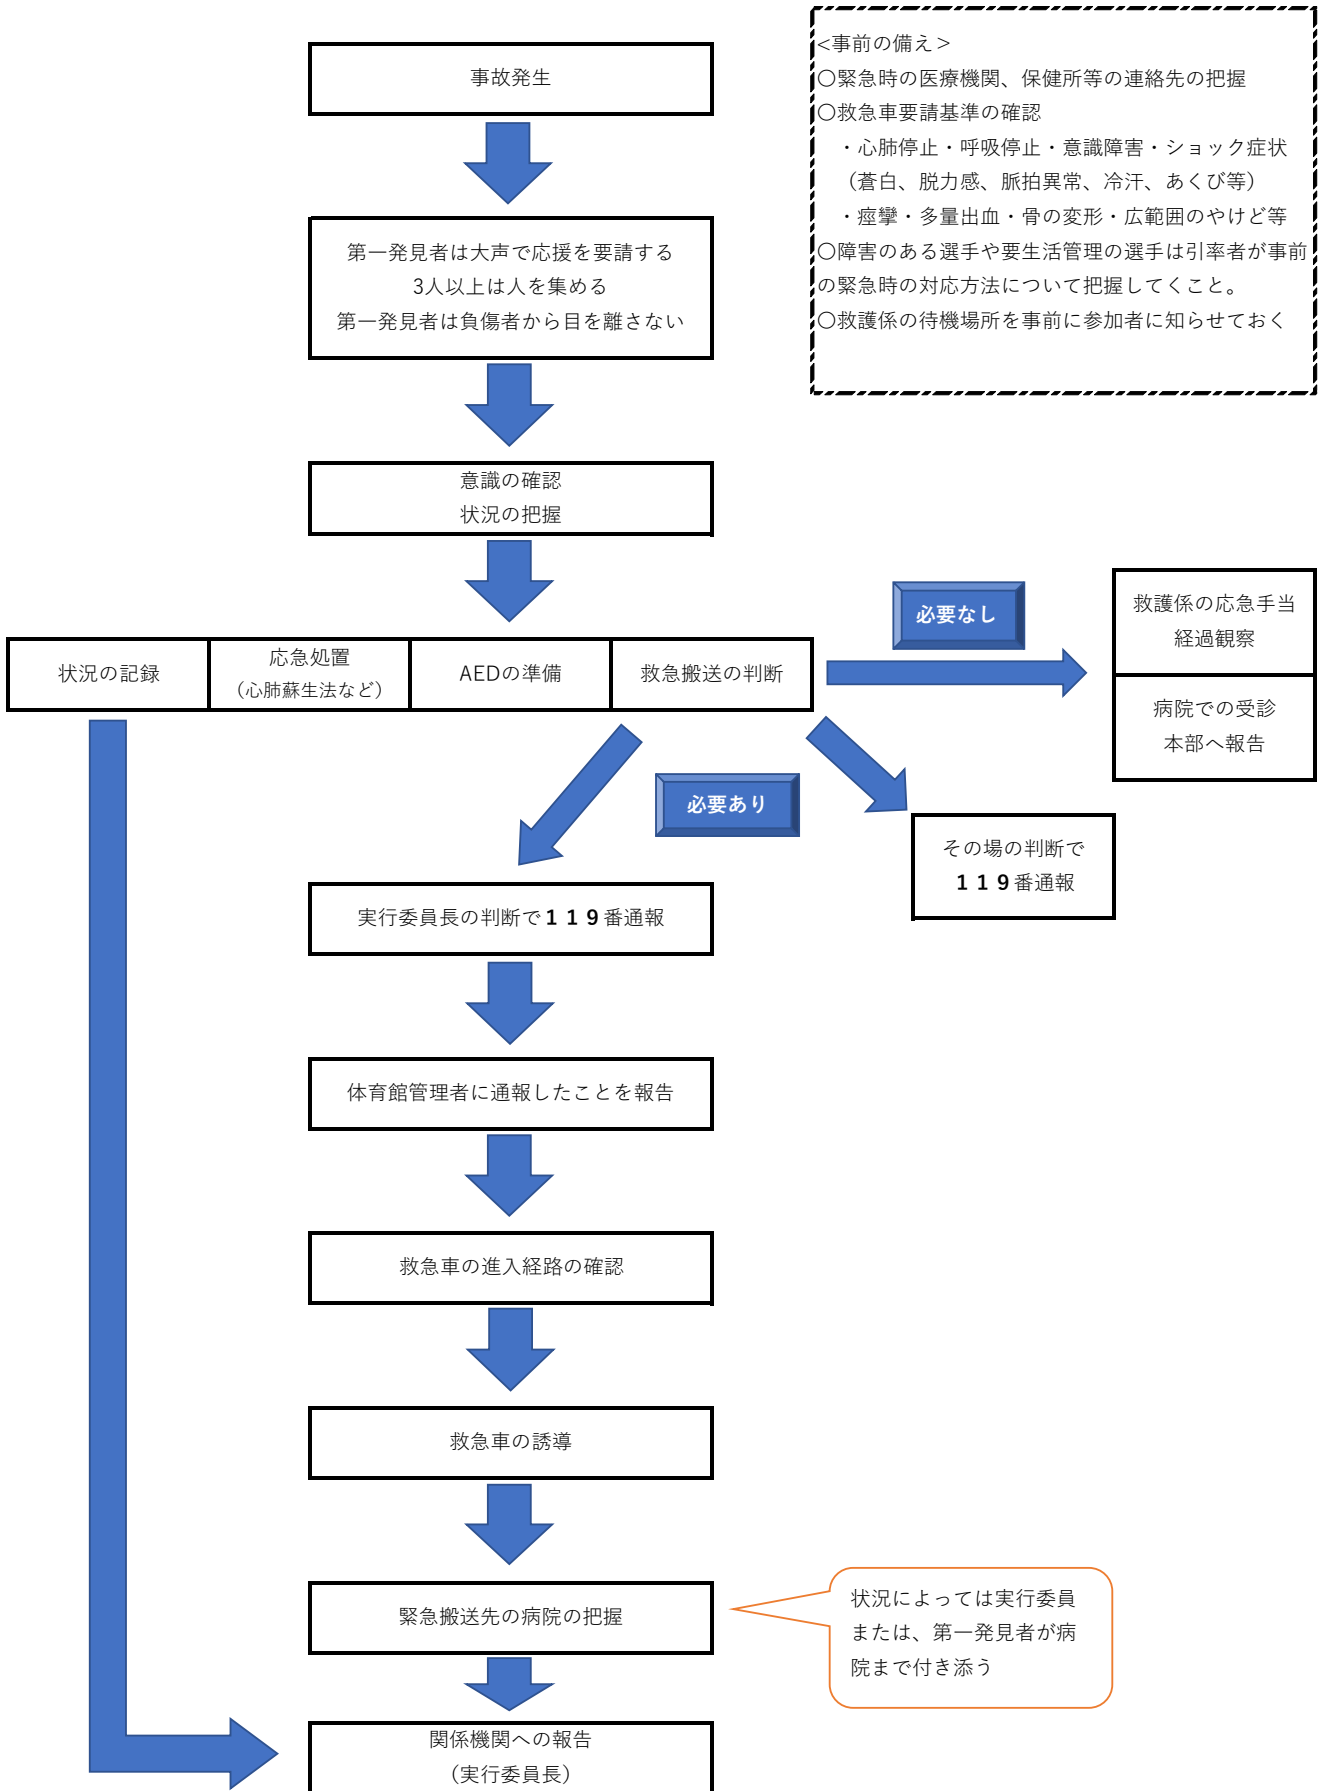 <事前の備え＞
〇緊急時の医療機関、保健所等の連絡先の把握
〇救急車要請基準の確認
・心肺停止・呼吸停止・意識障害・ショック症状
（蒼白、脱力感、脈拍異常、冷汗、あくび等）
・痙攣・多量出血・骨の変形・広範囲のやけど等
〇障害のある選手や要生活管理の選手は引率者が事前
の緊急時の対応方法について把握してくこと。
〇救護係の待機場所を事前に参加者に知らせておく
事故発生
第一発見者は大声で応援を要請する
3人以上は人を集める
第一発見者は負傷者から目を離さない
意識の確認
状況の把握
状況の記録
応急処置
（心肺蘇生法など）
AEDの準備
救急搬送の判断
必要なし
救護係の応急手当
経過観察
病院での受診
本部へ報告
必要あり
その場の判断で
１１９番通報
実行委員長の判断で１１９番通報
体育館管理者に通報したことを報告
救急車の進入経路の確認
救急車の誘導
緊急搬送先の病院の把握
状況によっては実行委員
または、第一発見者が病
院まで付き添う
関係機関への報告
（実行委員長）